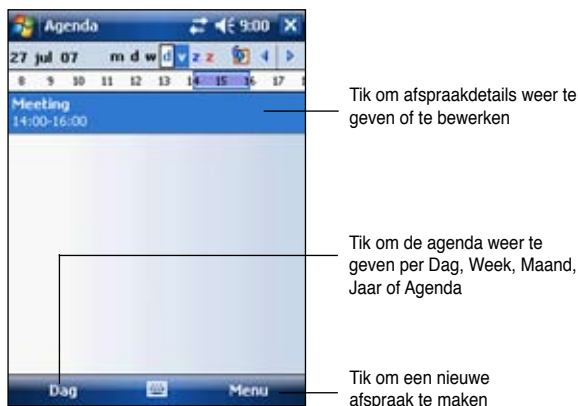 Agenda 9:00
27 jul 07 m d w d v z z
8 9 10 11 12 13 14 15 16 17
Meeting
14:00-16:00
Dag Menu
Tik om afspraakdetails weer te
geven of te bewerken
Tik om de agenda weer te
geven per Dag, Week, Maand,
Jaar of Agenda
Tik om een nieuwe
afspraak te maken